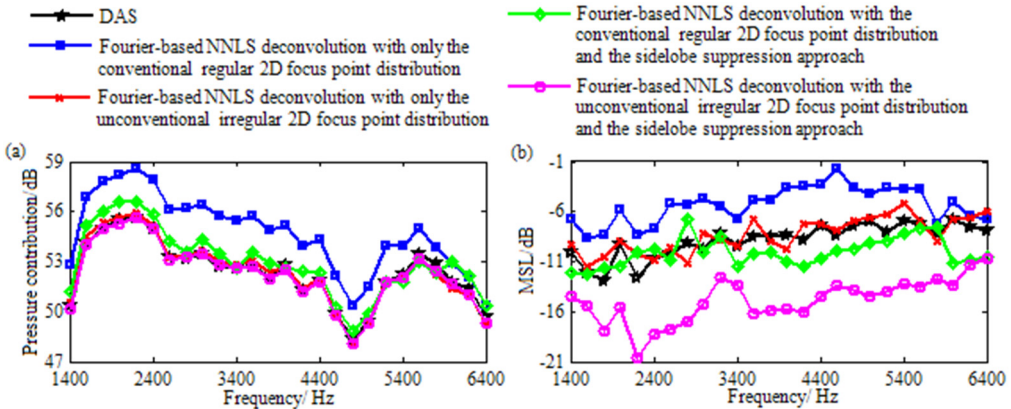 DAS
Fourier-based NNLS deconvolution with only the
conventional regular 2D focus point distribution
Fourier-based NNLS deconvolution with only the
unconventional irregular 2D focus point distribution
Fourier-based NNLS deconvolution with the
conventional regular 2D focus point distribution
and the sidelobe suppression approach
Fourier-based NNLS deconvolution with the
unconventional irregular 2D focus point distribution
and the sidelobe suppression approach
(a)
Pressure contribution/ dB
59
56
53
50
47
1400 2400 3400 4400 5400 6400
Frequency/ Hz
(b)
MSL/dB
-1
-6
-11
-16
-21
1400 2400 3400 4400 5400 6400
Frequency/ Hz